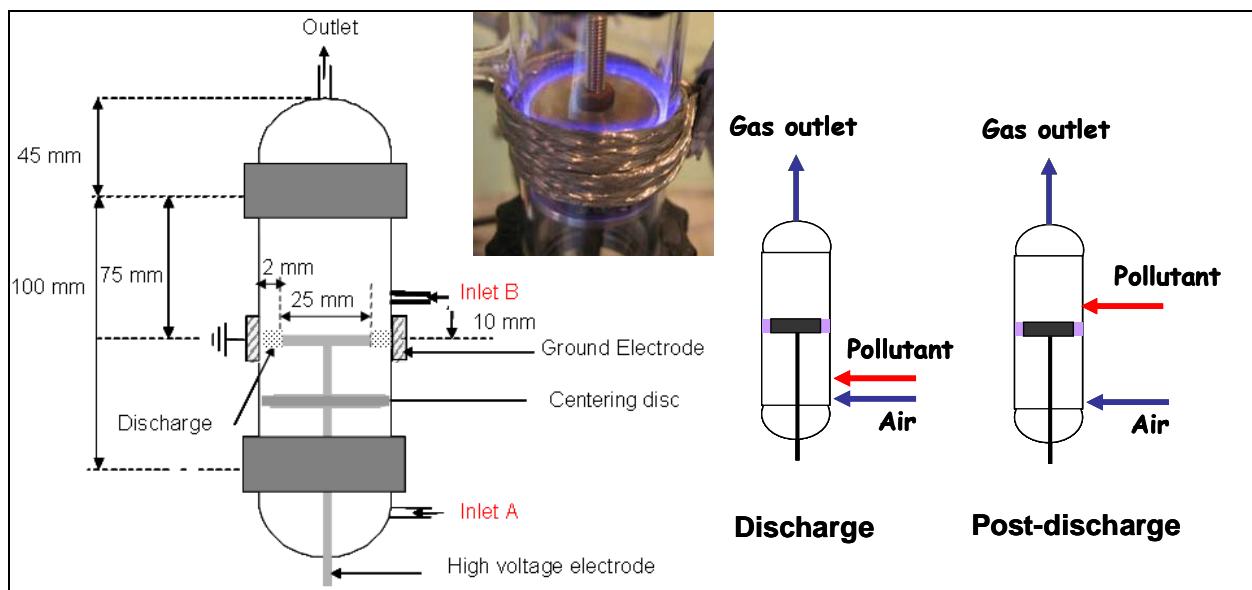 Outlet
45 mm
100 mm
75 mm
2 mm
25 mm
Inlet B
10 mm
Ground Electrode
Centering disc
Discharge
Inlet A
High voltage electrode
Gas outlet
Pollutant
Air
Discharge
Gas outlet
Pollutant
Air
Post-discharge